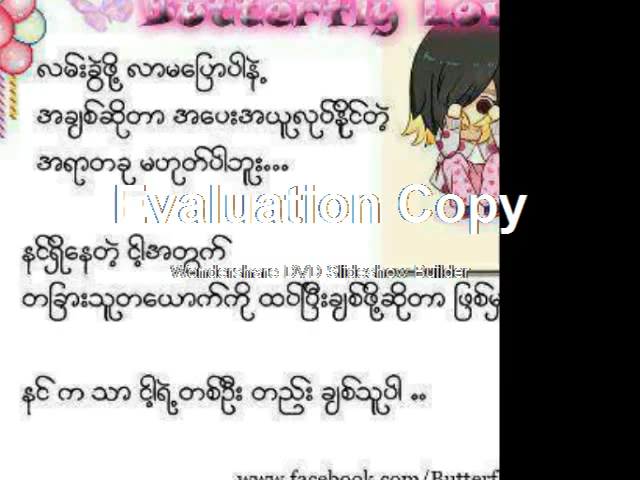 Butterfly Lo
လမ်းခွဲဖို့ လာမပြောပါနဲ့
အချစ်ဆိုတာ အပေးအယူလုပ်နိုင်တဲ့
အရာတခု မဟုတ်ပါဘူး...
Evaluation Copy
နင်ရှိနေတဲ့ ငါ့အတွက်
Wondershare DVD Slideshow Builder
တခြားသူတယောက်ကို ထပ်ပြီးချစ်ဖို့ဆိုတာ ဖြစ်မှ
နင် က သာ ငါ့ရဲ့တစ်ဦး တည်း ချစ်သူပါ ..
www.facebook.com/Butterfl